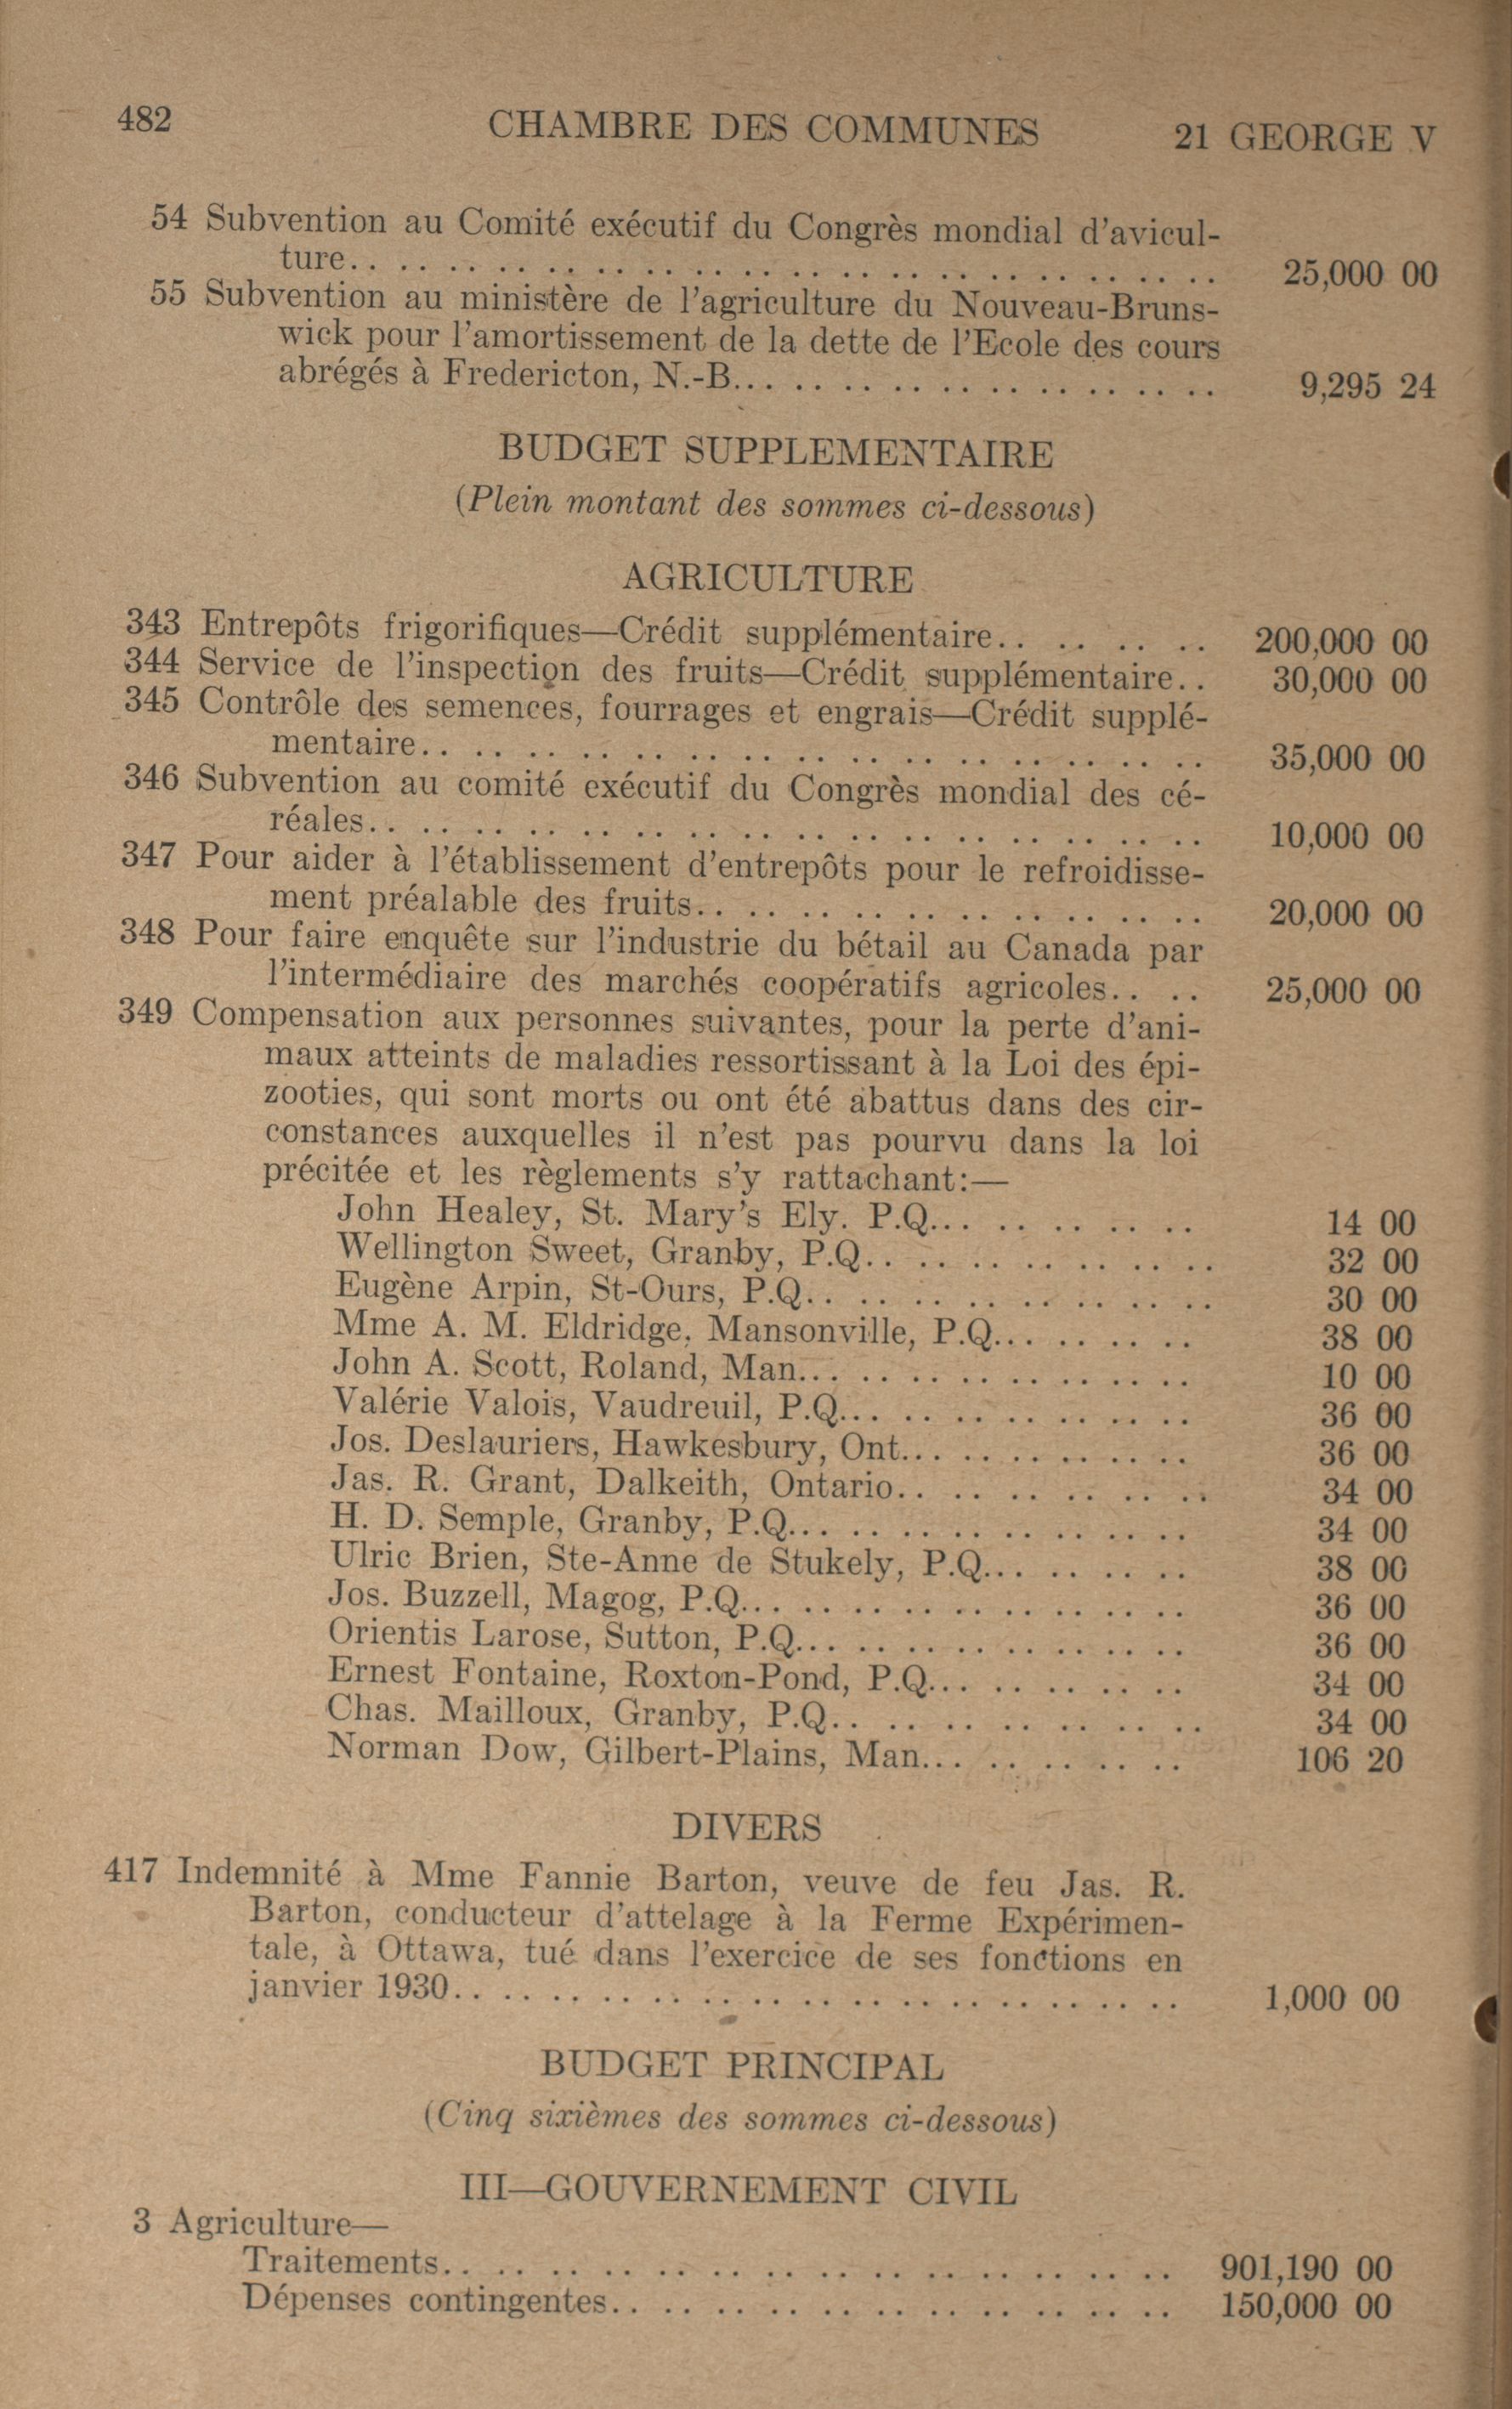 482 CHAMBRE DES COMMUNES 21 GEORGE V
54 Subvention au Comité exécutif du Congrès mondial d'avicul-
ture.. .. .. .. .. .. .. .. .. .. .. .. .. .. .. .. .. .. 25,000 00
55 Subvention au ministère de l'agriculture du Nouveau-Bruns-
wick pour l'amortissement de la dette de l'Ecole des cours
abrégés à Fredericton, N.-B... .. .. .. .. .. .. .. .. .. 9,295 24
BUDGET SUPPLEMENTAIRE
(Plein montant des sommes ci-dessous)
AGRICULTURE
343 Entrepôts frigorifiques—Crédit supplémentaire.. .. .. .. 200,000 00
344 Service de l'inspection des fruits—Crédit supplémentaire.. 30,000 00
345 Contrôle des semences, fourrages et engrais—Crédit supplé-
mentaire.. .. .. .. .. .. .. .. .. .. .. .. .. .. .. 35,000 00
346 Subvention au comité exécutif du Congrès mondial des cé-
réales.. .. .. .. .. .. .. .. .. .. .. .. .. .. .. .. 10,000 00
347 Pour aider à l'établissement d'entrepôts pour le refroidisse-
ment préalable des fruits.. .. .. .. .. .. .. .. .. .. 20,000 00
348 Pour faire enquête sur l'industrie du bétail au Canada par
l'intermédiaire des marchés coopératifs agricoles.. .. 25,000 00
349 Compensation aux personnes suivantes, pour la perte d'ani-
maux atteints de maladies ressortissant à la Loi des épi-
zooties, qui sont morts ou ont été abattus dans des cir-
constances auxquelles il n'est pas pourvu dans la loi
précitée et les règlements s'y rattachant:—
John Healey, St. Mary's Ely. P.Q... .. .. .. .. 14 00
Wellington Sweet, Granby, P.Q.. .. .. .. .. .. .. 32 00
Eugène Arpin, St-Ours, P.Q.. .. .. .. .. .. .. .. 30 00
Mme A. M. Eldridge, Mansonville, P.Q... .. .. .. 38 00
John A. Scott, Roland, Man... .. .. .. .. .. .. .. 10 00
Valérie Valois, Vaudreuil, P.Q... .. .. .. .. .. .. 36 00
Jos. Deslauriers, Hawkesbury, Ont... .. .. .. .. .. 36 00
Jas. R. Grant, Dalkeith, Ontario.. .. .. .. .. .. 34 00
H. D. Semple, Granby, P.Q... .. .. .. .. .. .. .. 34 00
Ulric Brien, Ste-Anne de Stukely, P.Q... .. .. .. 38 00
Jos. Buzzell, Magog, P.Q... .. .. .. .. .. .. .. .. 36 00
Orientis Larose, Sutton, P.Q... .. .. .. .. .. .. .. 36 00
Ernest Fontaine, Roxton-Pond, P.Q... .. .. .. .. 34 00
Chas. Mailloux, Granby, P.Q.. .. .. .. .. .. .. .. 34 00
Norman Dow, Gilbert-Plains, Man... .. .. .. .. 106 20
DIVERS
417 Indemnité à Mme Fannie Barton, veuve de feu Jas. R.
Barton, conducteur d'attelage à la Ferme Expérimen-
tale, à Ottawa, tué dans l'exercice de ses fonctions en
janvier 1930.. .. .. .. .. .. .. .. .. .. .. .. .. .. .. 1,000 00
BUDGET PRINCIPAL
(Cinq sixièmes des sommes ci-dessous)
III—GOUVERNEMENT CIVIL
3 Agriculture—
Traitements.. .. .. .. .. .. .. .. .. .. .. .. .. .. 901,190 00
Dépenses contingentes.. .. .. .. .. .. .. .. .. .. .. 150,000 00